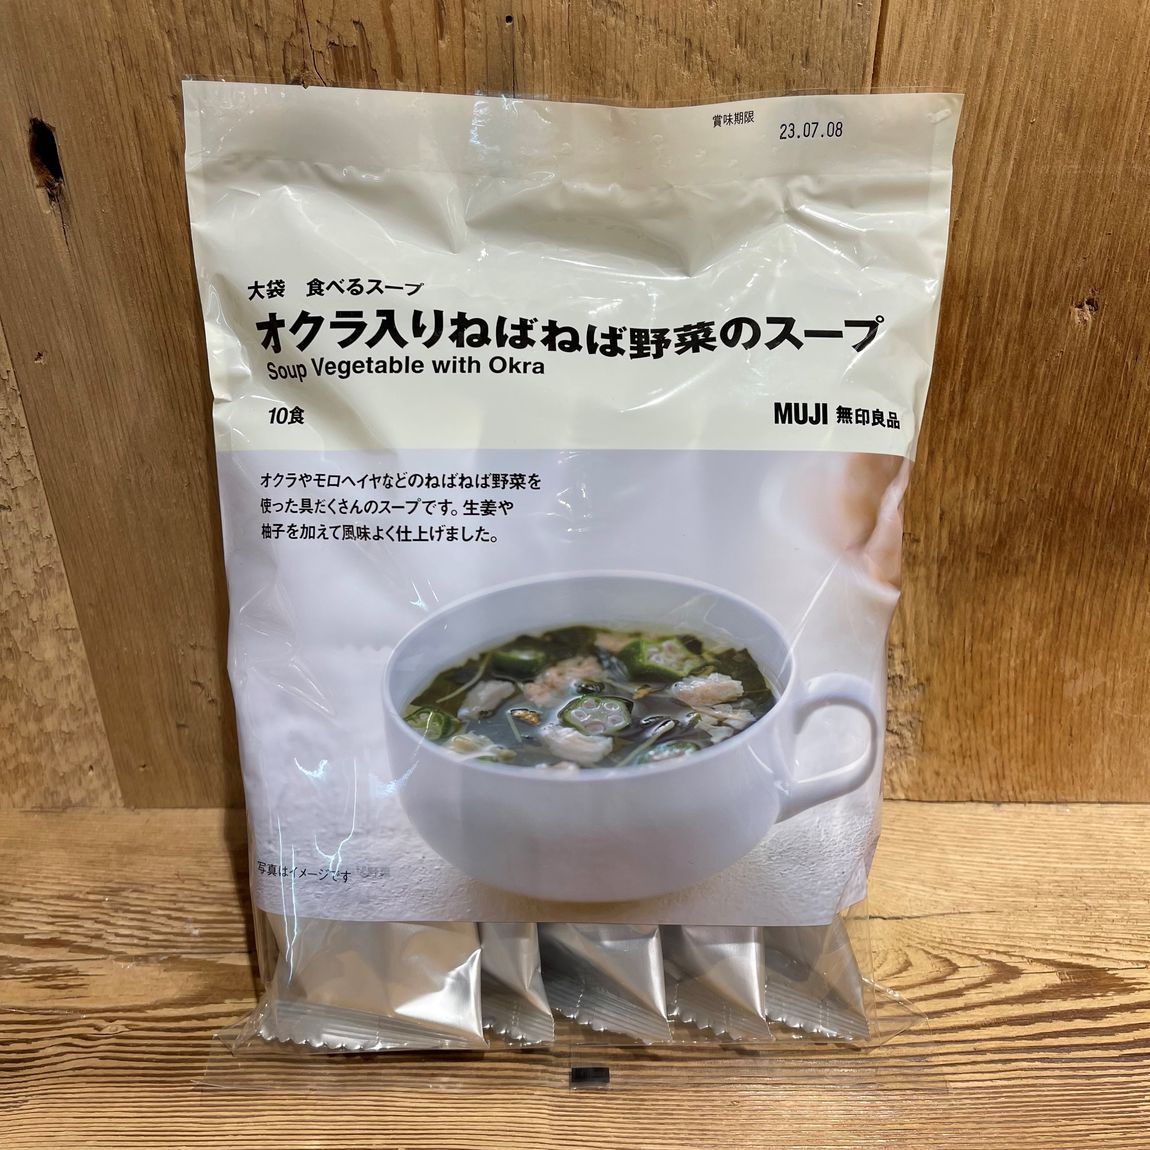 賞味期限 23.07.08
大袋 食べるスープ
オクラ入りねばねば野菜のスープ
Soup Vegetable with Okra
10食
MUJI 無印良品
オクラやモロヘイヤなどのねばねば野菜を
使った具だくさんのスープです。生姜や
柚子を加えて風味よく仕上げました。
写真はイメージです